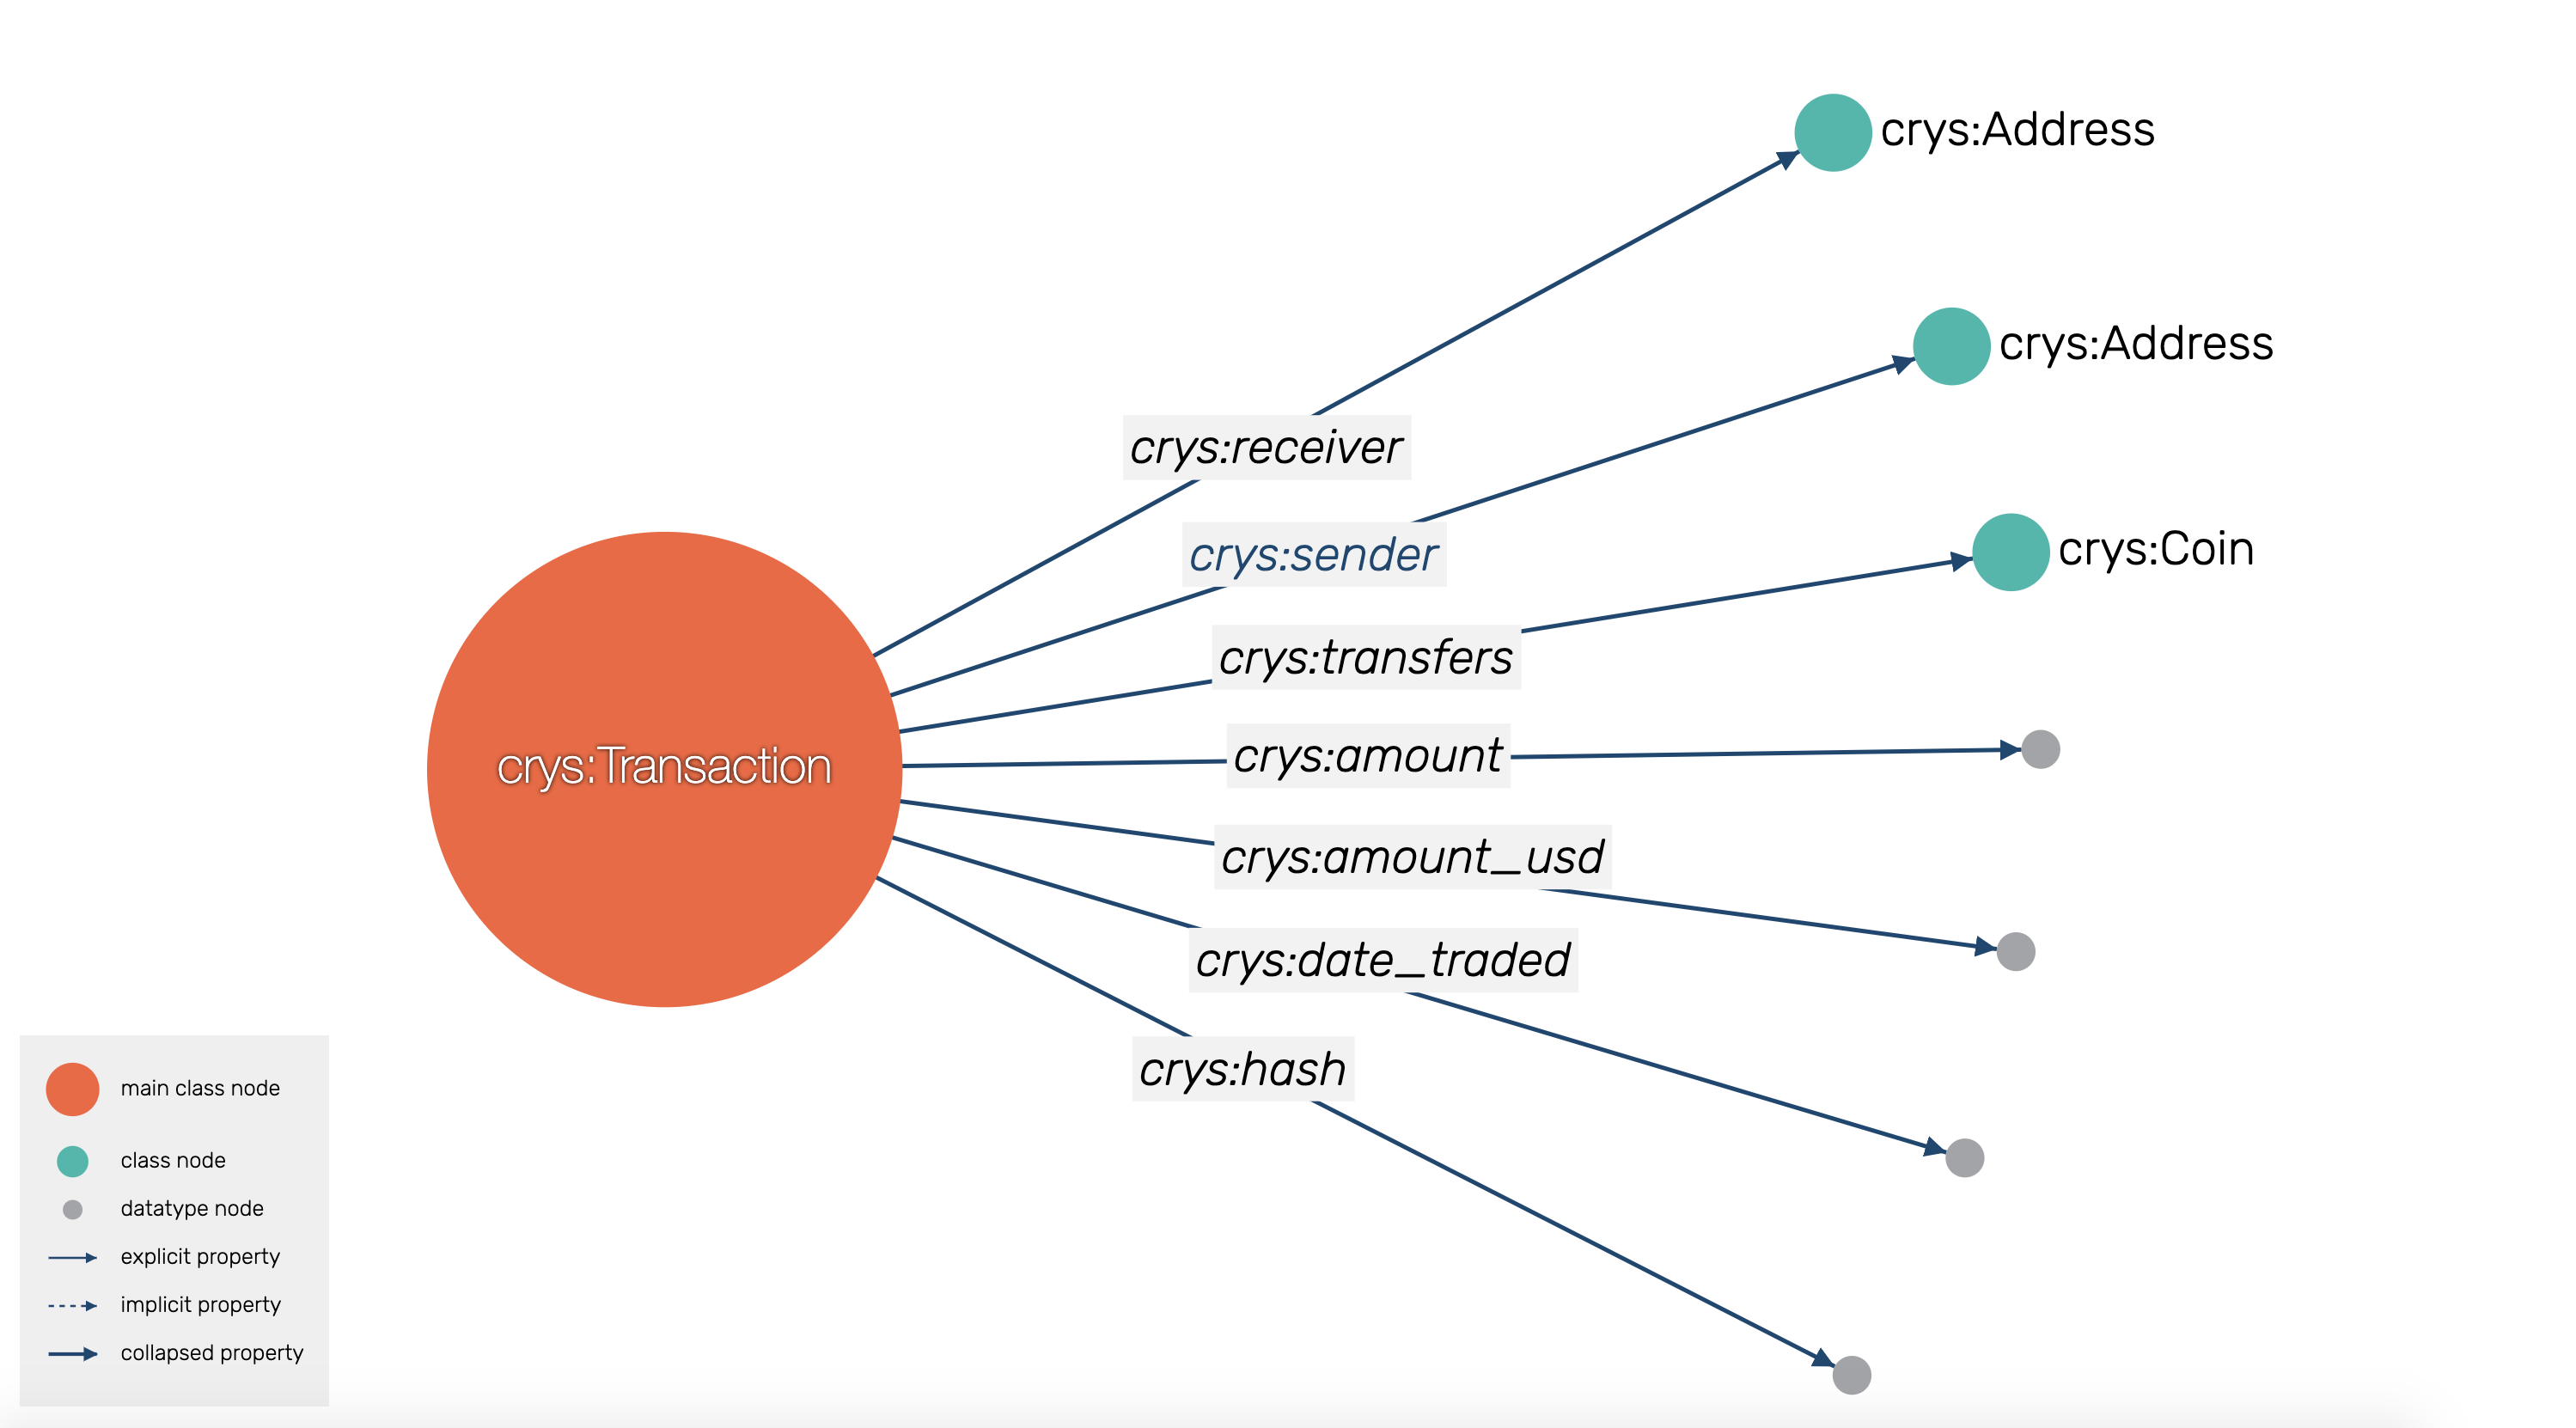 crys:Address
crys:Address
crys:receiver
crys:sender
crys:Coin
crys:transfers
crys:Transaction
crys:amount
crys:amount_usd
crys:date_traded
crys:hash
main class node
class node
datatype node
explicit property
implicit property
collapsed property